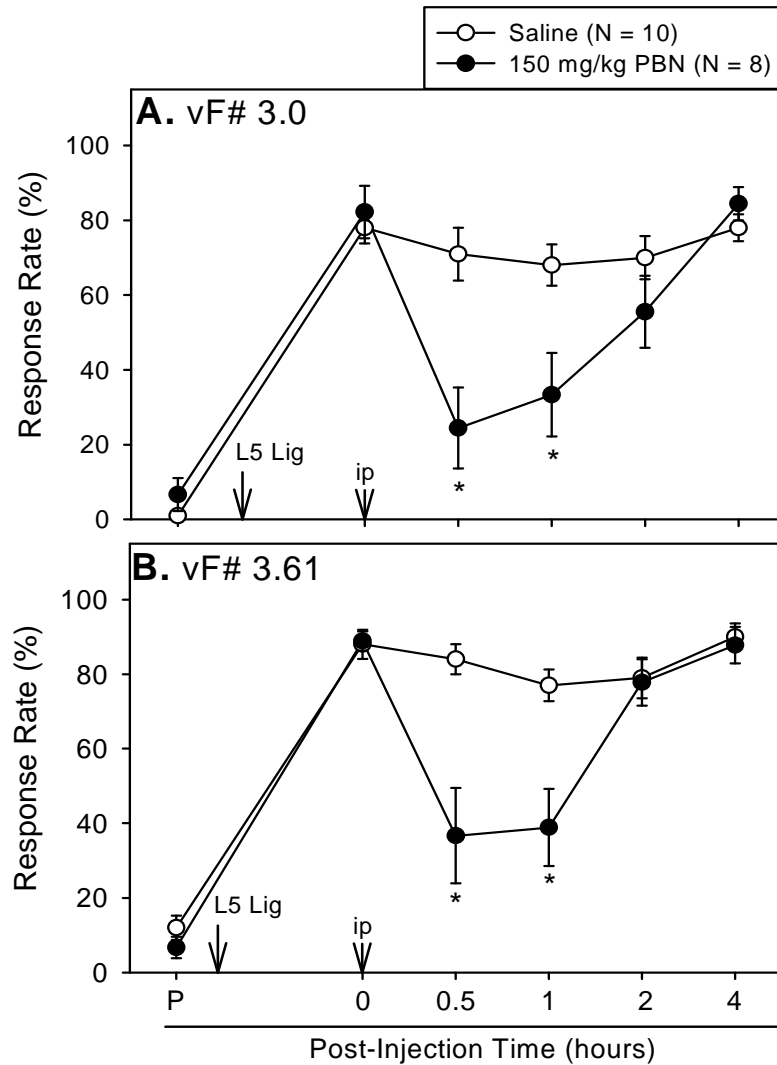 Saline (N = 10)
150 mg/kg PBN (N = 8)
A. vF# 3.0
100
80
60
40
20
0
Response Rate (%)
L5 Lig
ip
*
*
B. vF# 3.61
100
80
60
40
20
0
Response Rate (%)
L5 Lig
ip
*
*
P 0 0.5 1 2 4
Post-Injection Time (hours)